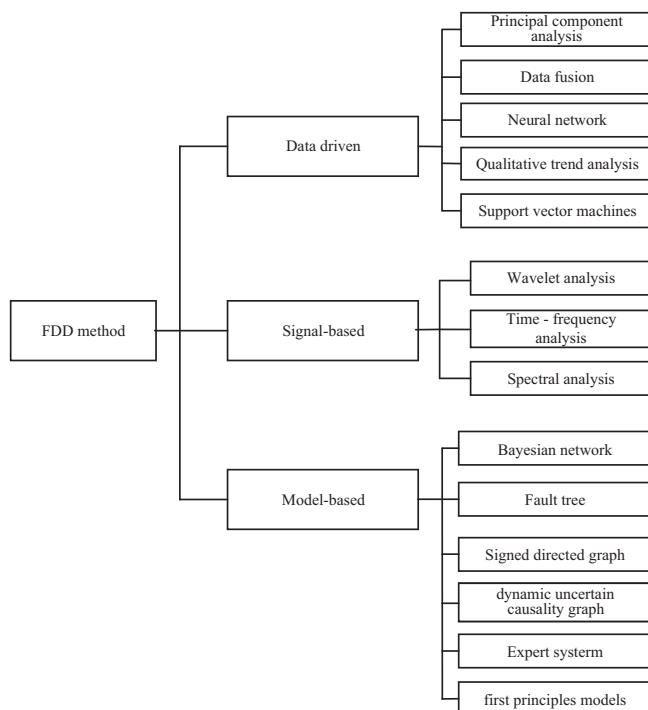 Principal component
analysis
Data fusion
Neural network
Data driven
Qualitative trend analysis
Support vector machines
Wavelet analysis
FDD method
Signal-based
Time - frequency
analysis
Spectral analysis
Bayesian network
Model-based
Fault tree
Signed directed graph
dynamic uncertain
causality graph
Expert systerm
first principles models